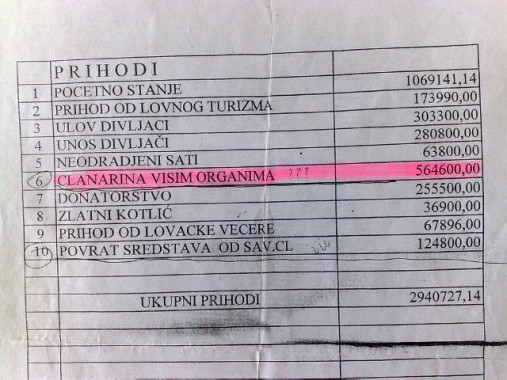 PRIHODI
1 POCETNO STANJE 1069141,14
2 PRIHOD OD LOVNOG TURIZMA 173990,00
3 ULOV DIVLJACI 303300,00
4 UNOS DIVLJAČI 280800,00
5 NEODRADJENI SATI 63800,00
6 CLANARINA VISIM ORGANIMA ??? 564600,00
7 DONATORSTVO 255500,00
8 ZLATNI KOTLIĆ 36900,00
9 PRIHOD OD LOVACKE VECERE 67896,00
10 POVRAT SREDSTAVA OD SAV.CL 124800,00
UKUPNI PRIHODI 2940727,14